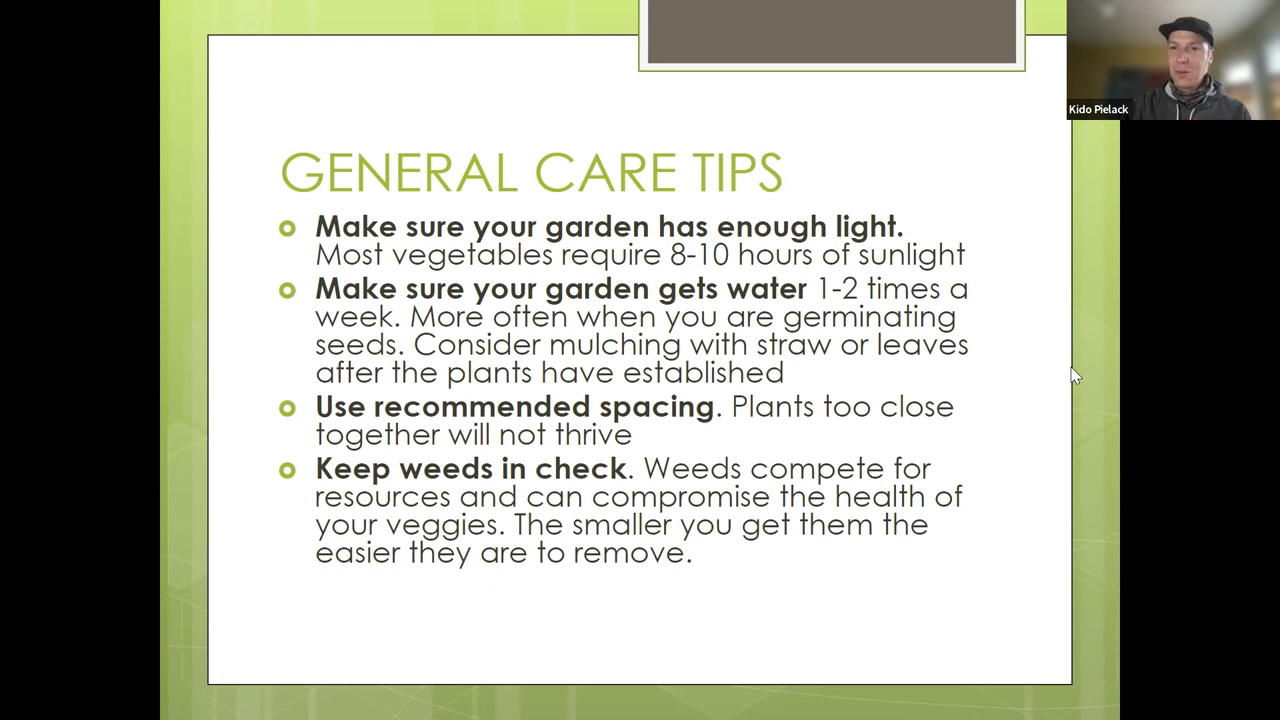 Kido Pielack
GENERAL CARE TIPS
Make sure your garden has enough light.
Most vegetables require 8-10 hours of sunlight
Make sure your garden gets water 1-2 times a
week. More often when you are germinating
seeds. Consider mulching with straw or leaves
after the plants have established
Use recommended spacing. Plants too close
together will not thrive
Keep weeds in check. Weeds compete for
resources and can compromise the health of
your veggies. The smaller you get them the
easier they are to remove.